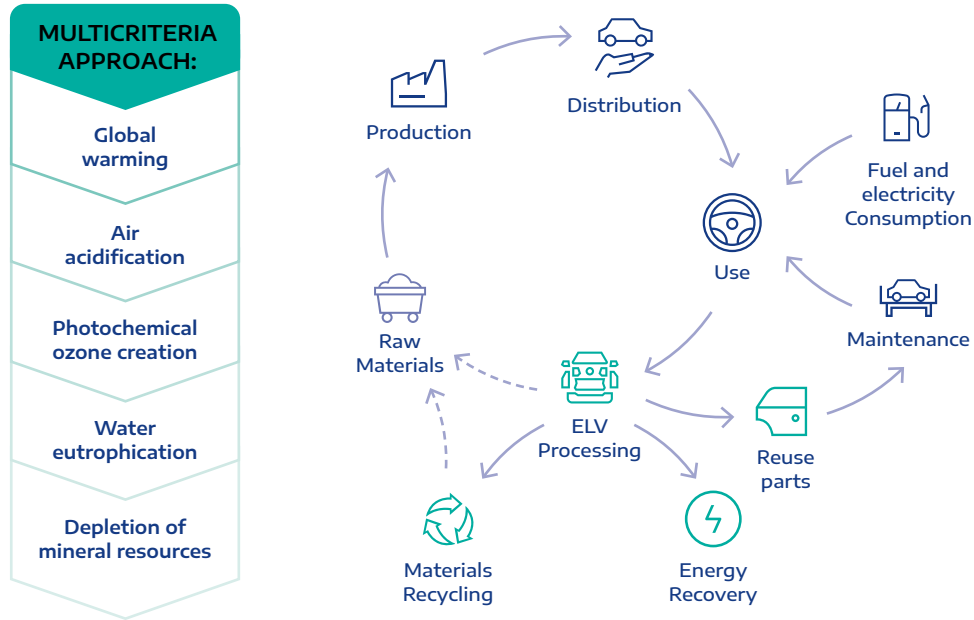 MULTICRITERIA
APPROACH:
Global
warming
Air
acidification
Photochemical
ozone creation
Water
eutrophication
Depletion of
mineral resources
Production
Distribution
Fuel and
electricity
Consumption
Use
Maintenance
Raw
Materials
ELV
Processing
Reuse
parts
Materials
Recycling
Energy
Recovery